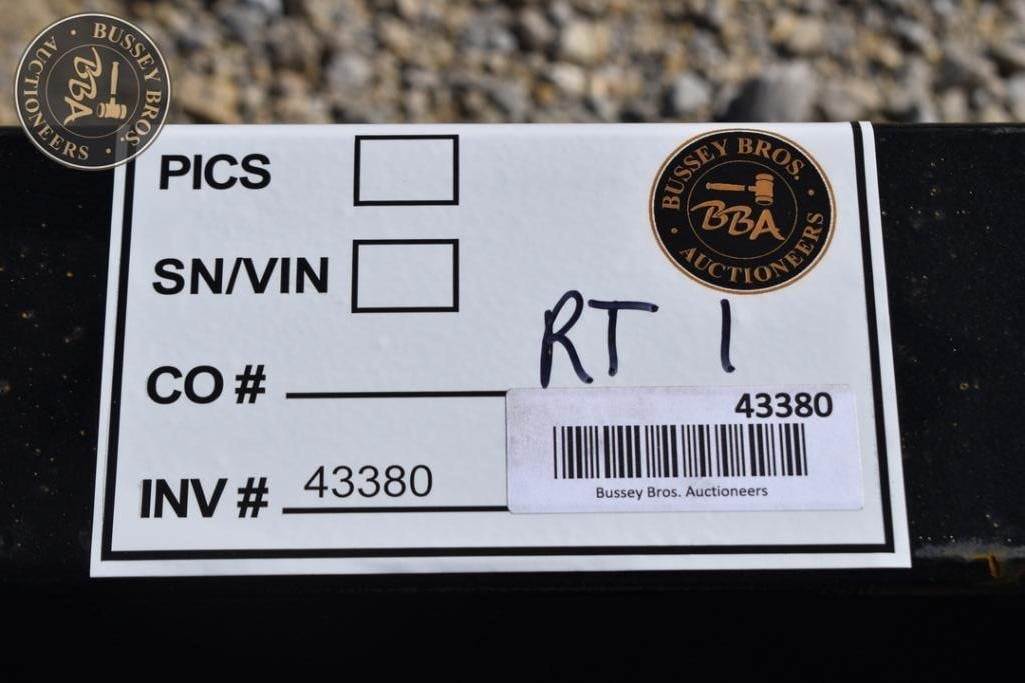 BUSSEY BROS.
BBA
AUCTIONEERS
PICS
BUSSEY BROS.
BBA
AUCTIONEERS
SN/VIN
RT 1
CO #
43380
Bussey Bros. Auctioneers
INV # 43380